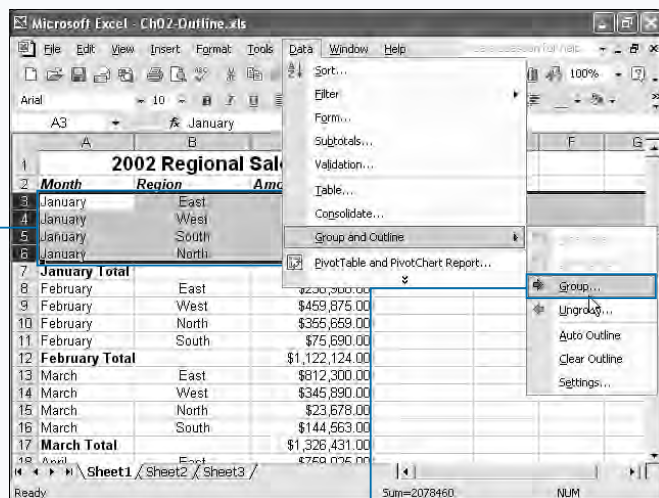 Microsoft Excel - Ch02-Outline.xls
File Edit View Insert Format Tools Data Window Help
100%
Arial 10 B I U
A3 fx January
A B F G
1 2002 Regional Sal
2 Month Region Amo
3 January East
4 January West
5 January South
6 January North
7 January Total
8 February East
9 February West $459,875.00
10 February North $355,659.00
11 February South $75,690.00
12 February Total $1,122,124.00
13 March East $812,300.00
14 March West $345,890.00
15 March North $23,678.00
16 March South $144,563.00
17 March Total $1,326,431.00
18 April East
Sort...
Filter
Form...
Subtotals...
Validation...
Table...
Consolidate...
Group and Outline
PivotTable and PivotChart Report...
Group...
Ungroup...
Auto Outline
Clear Outline
Settings...
Sheet1 Sheet2 Sheet3
Ready Sum=2078460 NUM